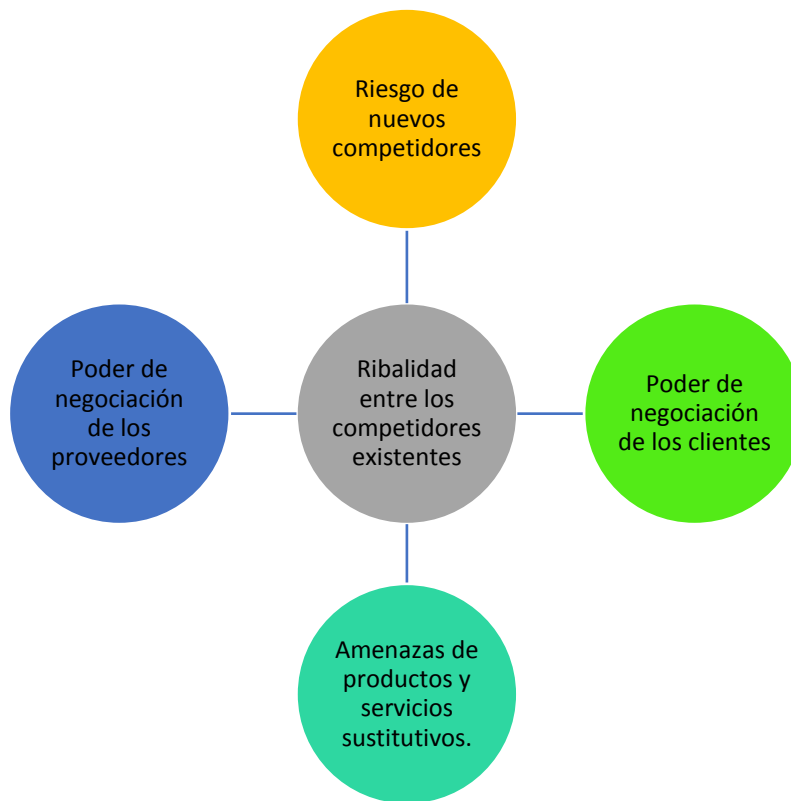 Riesgo de
nuevos
competidores
Poder de
negociación
de los
proveedores
Ribalidad
entre los
competidores
existentes
Poder de
negociación
de los clientes
Amenazas de
productos y
servicios
sustitutivos.